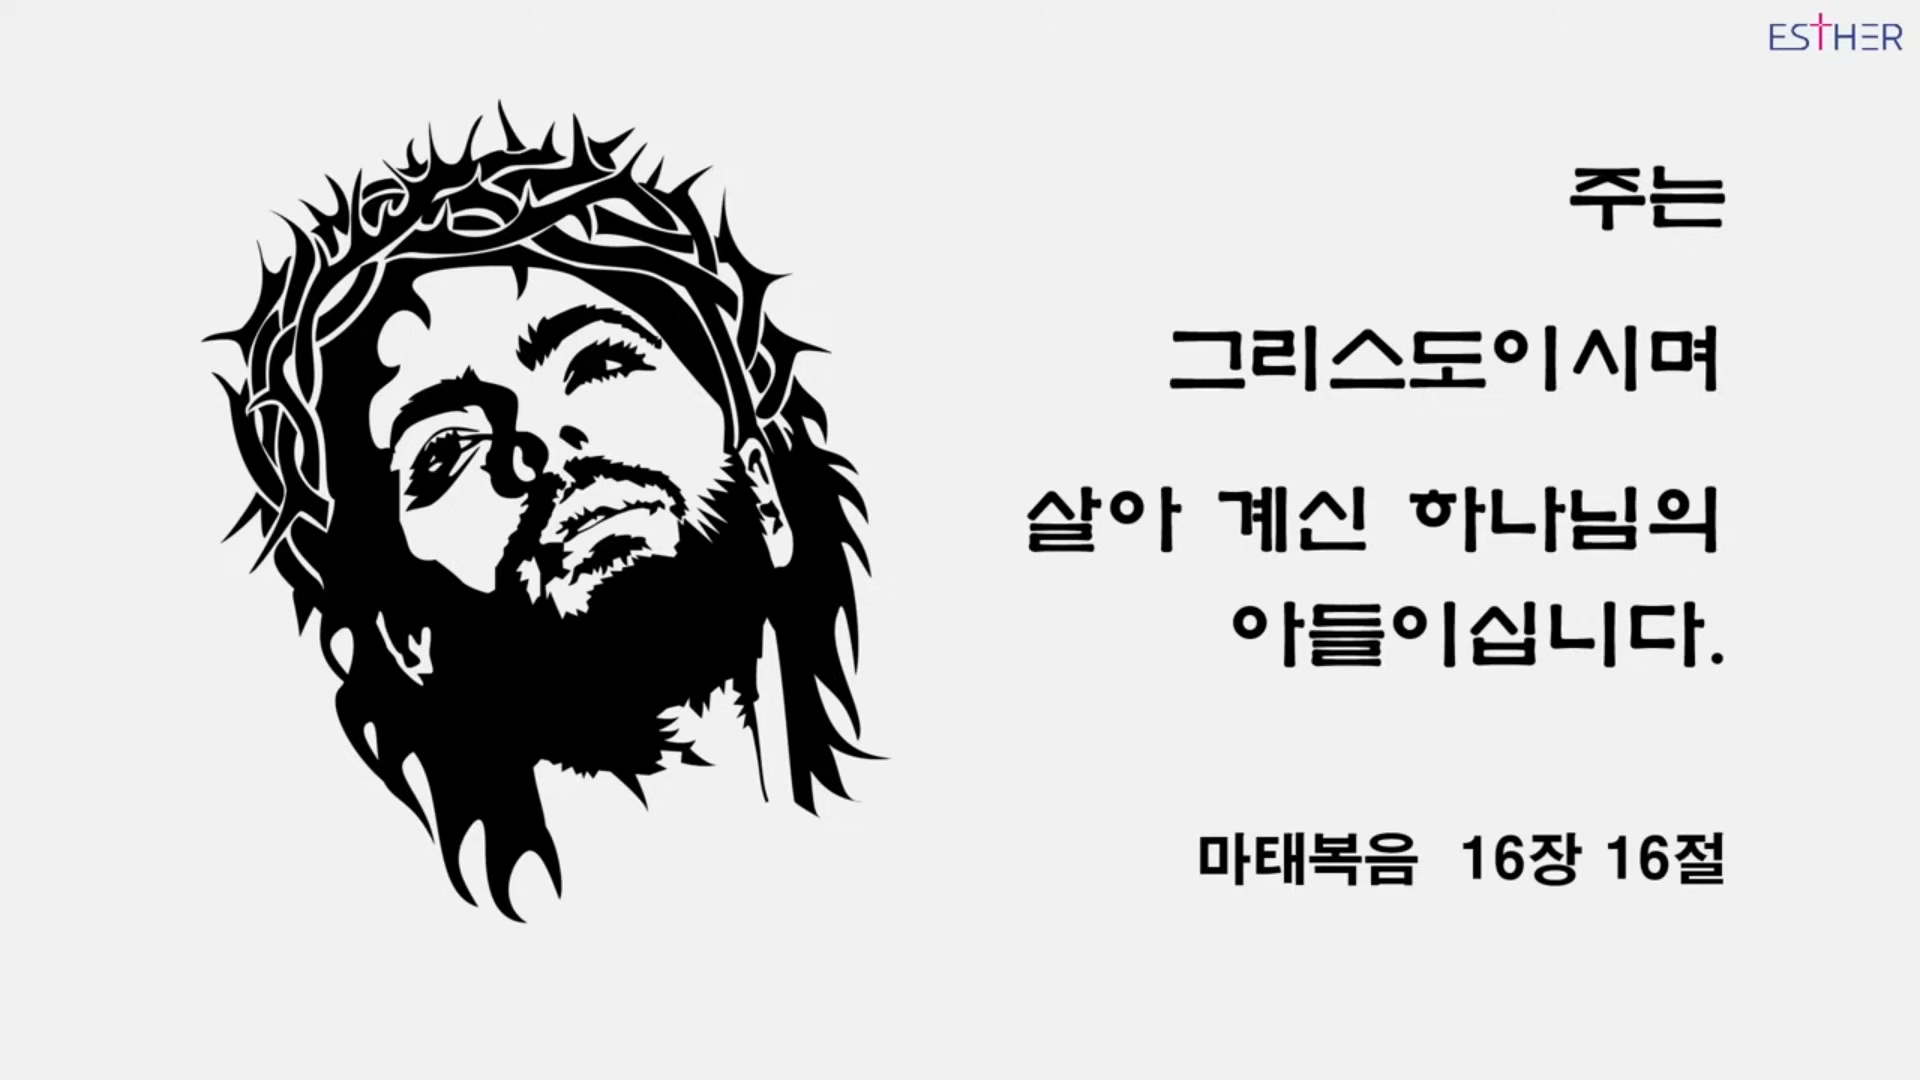 ESTHER
주는
그리스도이시며
살아 계신 하나님의
아들이십니다.
마태복음 16장 16절